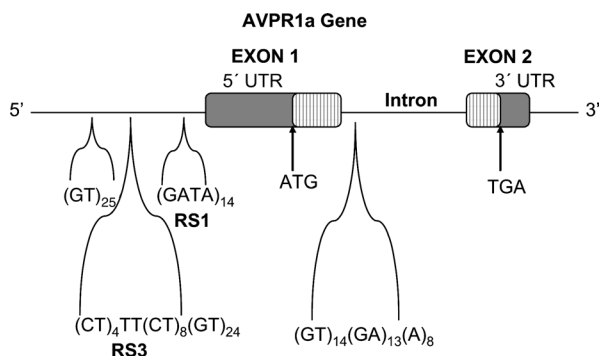 AVPR1a Gene
EXON 1
EXON 2
5´ UTR
3´ UTR
5’
Intron
3’
ATG
TGA
(GT)25
(GATA)14
RS1
(CT)4TT(CT)8(GT)24
RS3
(GT)14(GA)13(A)8